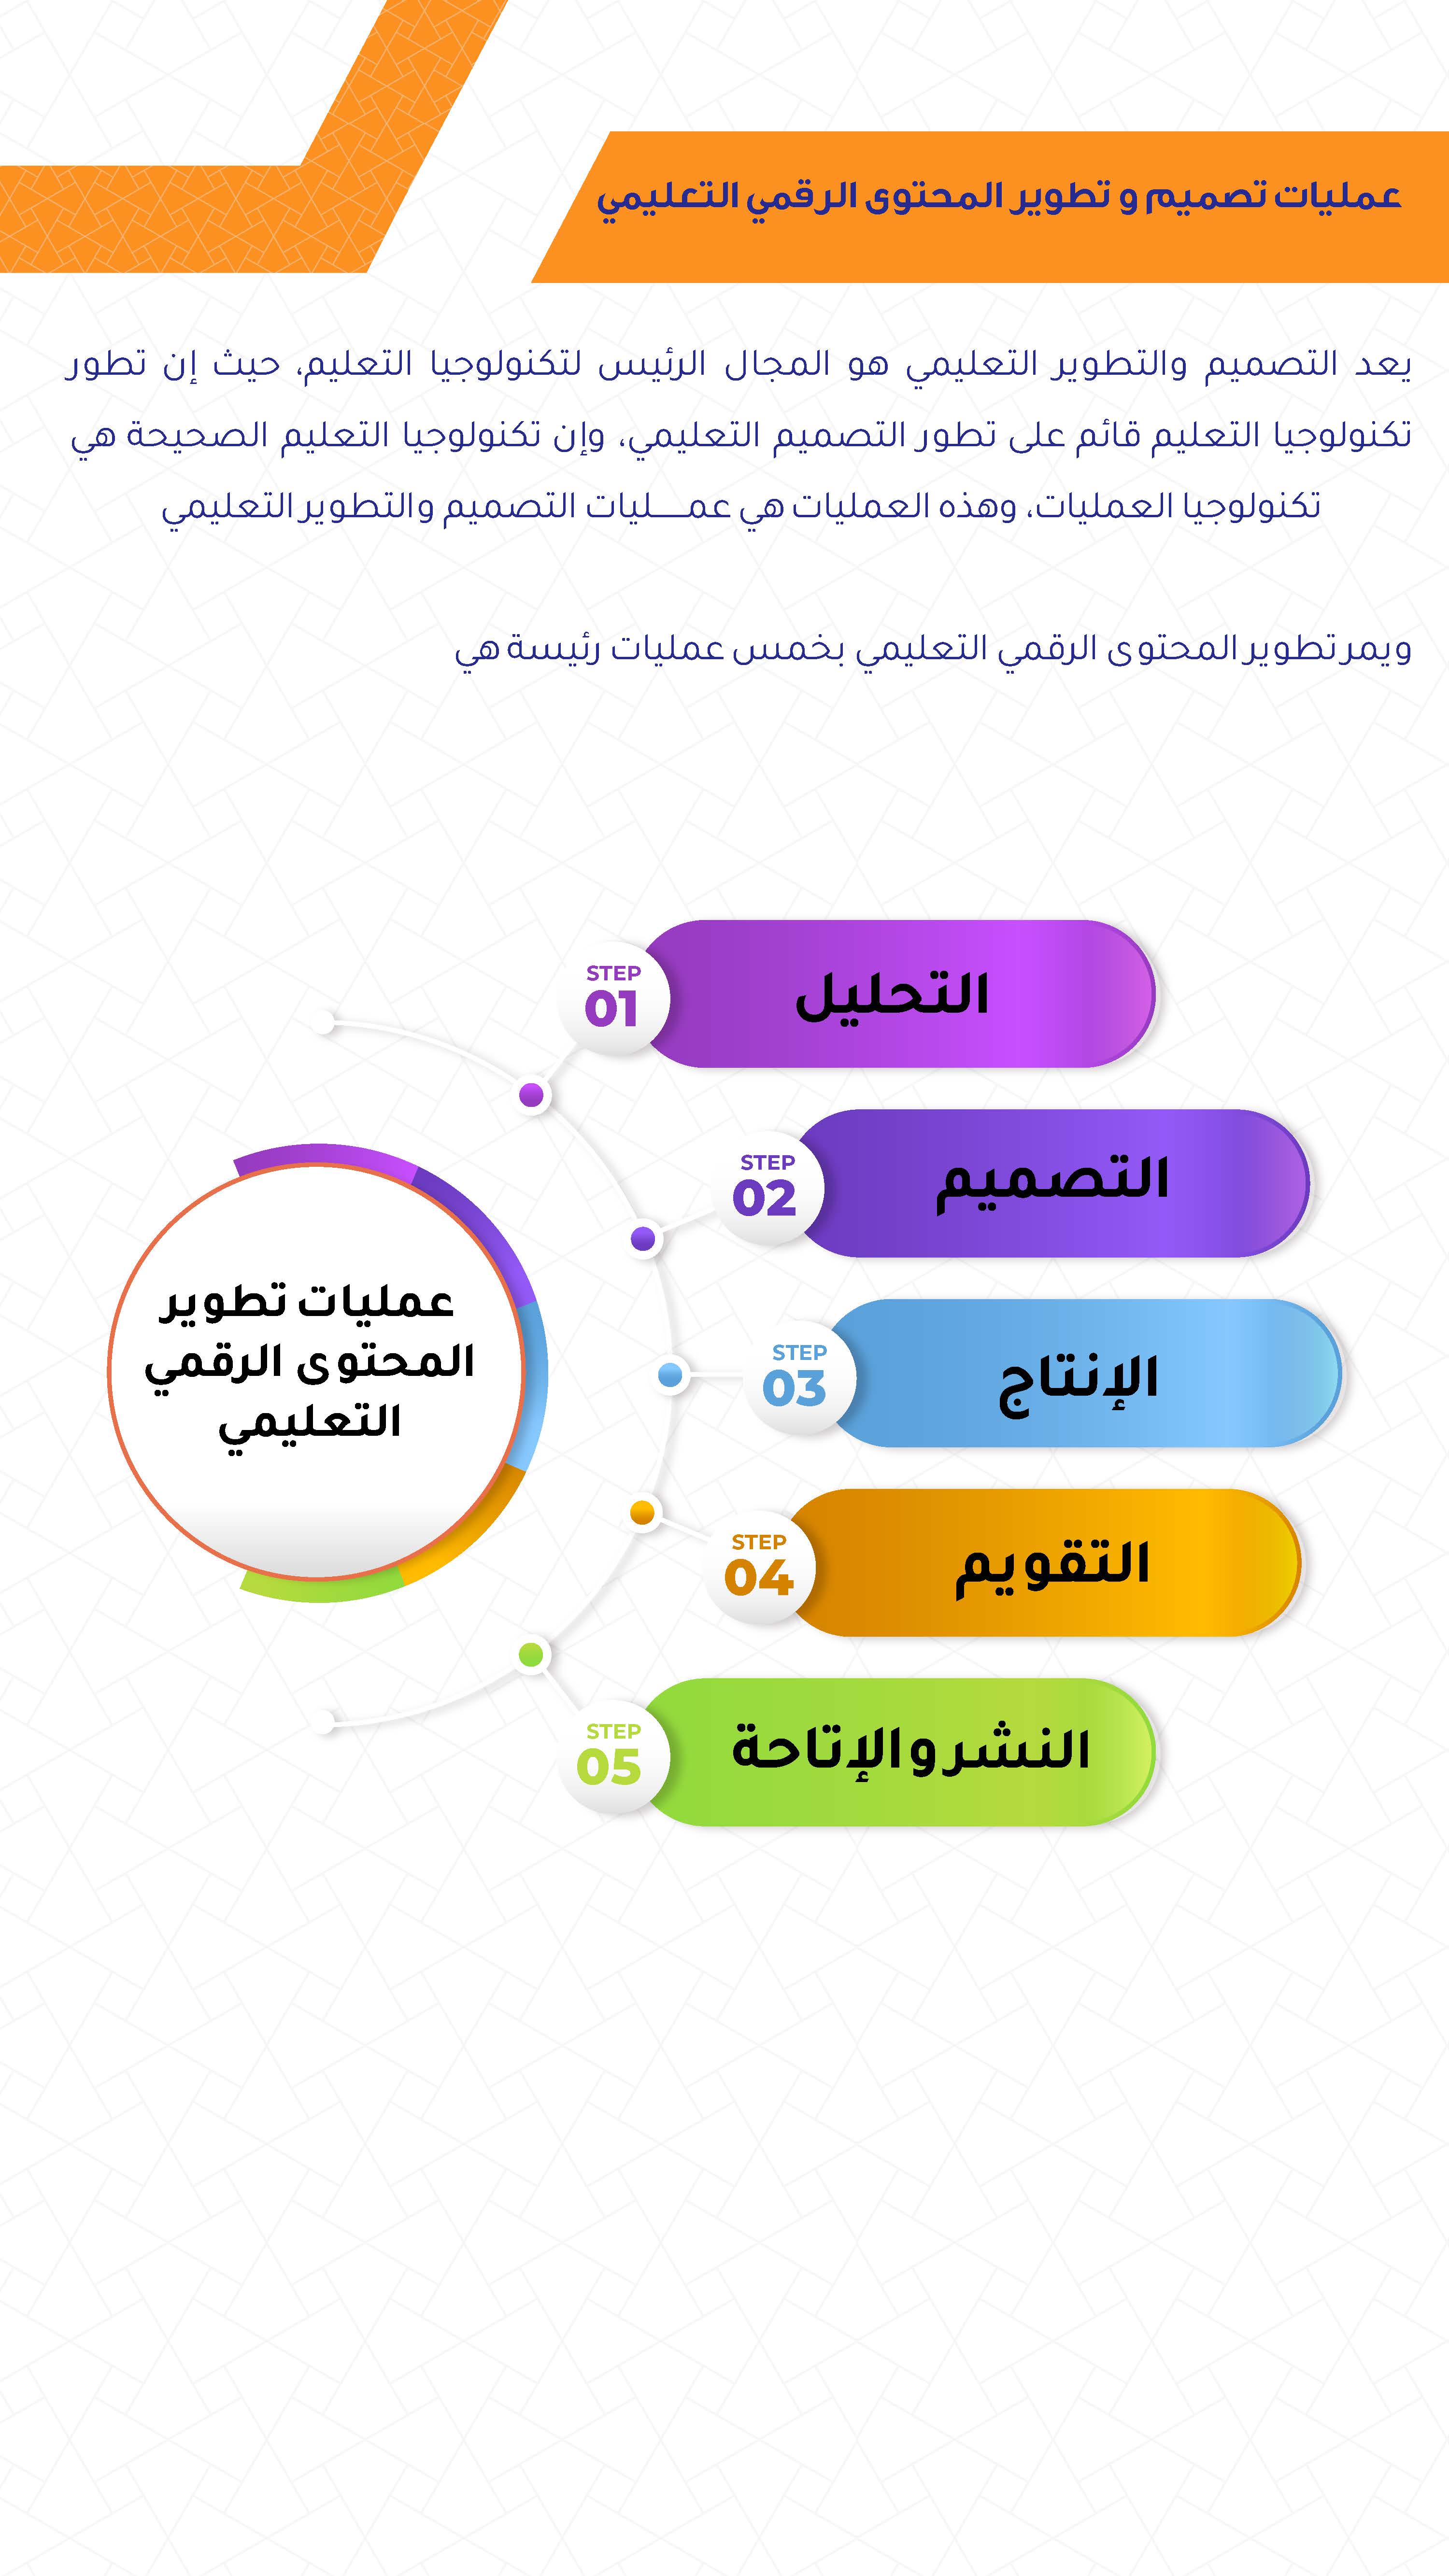 عمليات تصميم و تطوير المحتوى الرقمي التعليمي
يعد التصميم والتطوير التعليمي هو المجال الرئيس لتكنولوجيا التعليم، حيث إن تطور
تكنولوجيا التعليم قائم على تطور التصميم التعليمي، وإن تكنولوجيا التعليم الصحيحة هي
تكنولوجيا العمليات، وهذه العمليات هي عمــــليات التصميم والتطوير التعليمي
ويمر تطوير المحتوى الرقمي التعليمي بخمس عمليات رئيسة هي
STEP
01
التحليل
STEP
02
التصميم
عمليات تطوير
المحتوى الرقمي
التعليمي
STEP
03
الإنتاج
STEP
04
التقويم
STEP
05
النشر والإتاحة